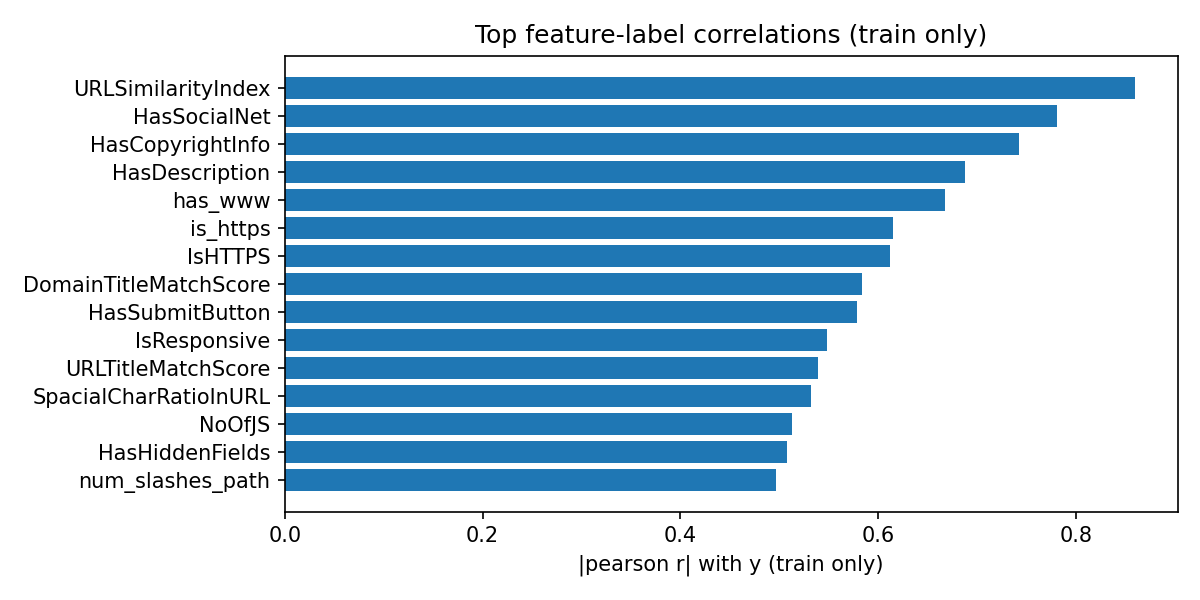 Top feature-label correlations (train only)
URLSimilarityIndex
HasSocialNet
HasCopyrightInfo
HasDescription
has_www
is_https
IsHTTPS
DomainTitleMatchScore
HasSubmitButton
IsResponsive
URLTitleMatchScore
SpacialCharRatioInURL
NoOfJS
HasHiddenFields
num_slashes_path
0.0 0.2 0.4 0.6 0.8
|pearson r| with y (train only)